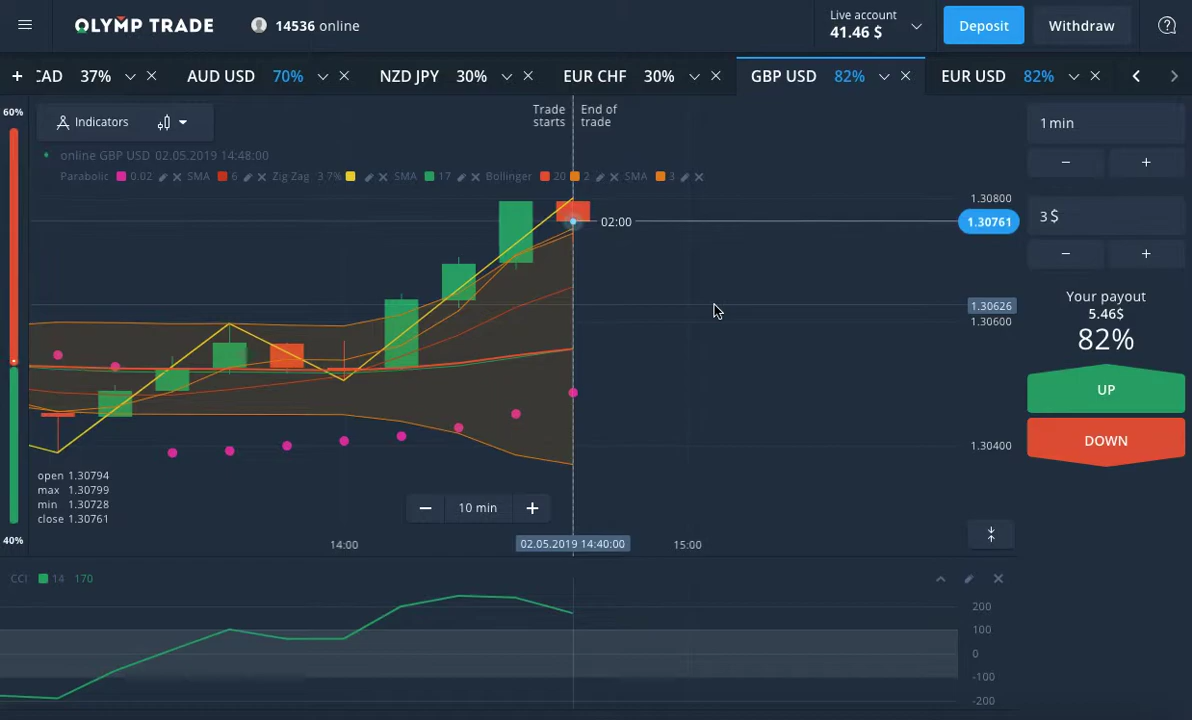 OLYMP TRADE
14536 online
Live account
41.46 $
Deposit
Withdraw
?
+
CAD 37%
AUD USD 70%
NZD JPY 30%
EUR CHF 30%
GBP USD 82%
EUR USD 82%
60%
Indicators
Trade starts
End of trade
online GBP USD 02.05.2019 14:48:00
Parabolic 0.02 SMA 6 Zig Zag 3 7% SMA 17 Bollinger 20 2 SMA 3
1.30800
02:00
1.30761
1.30626
1.30600
1.30400
open 1.30794
max 1.30799
min 1.30728
close 1.30761
40%
− 10 min +
14:00
02.05.2019 14:40:00
15:00
CCI 14 170
200
100
0
-100
-200
1 min
− +
3 $
− +
Your payout
5.46$
82%
UP
DOWN